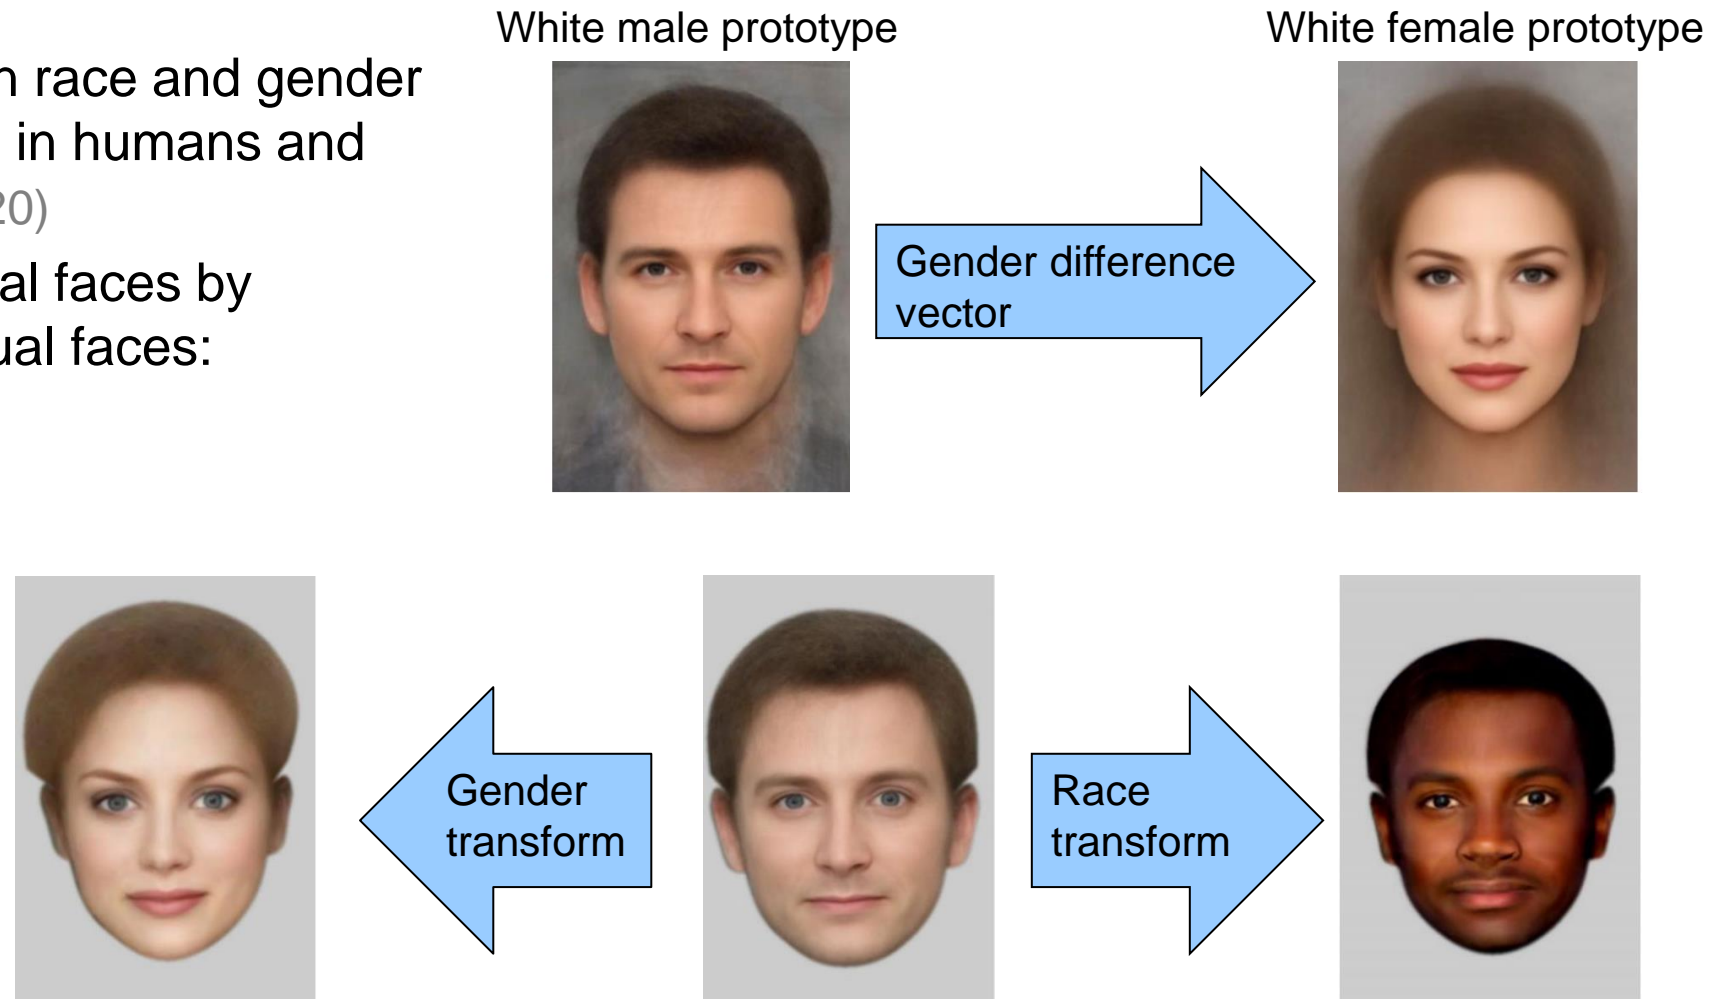 White male prototype
White female prototype
n race and gender
in humans and
20)
al faces by
ual faces:
Gender difference
vector
Gender
transform
Race
transform